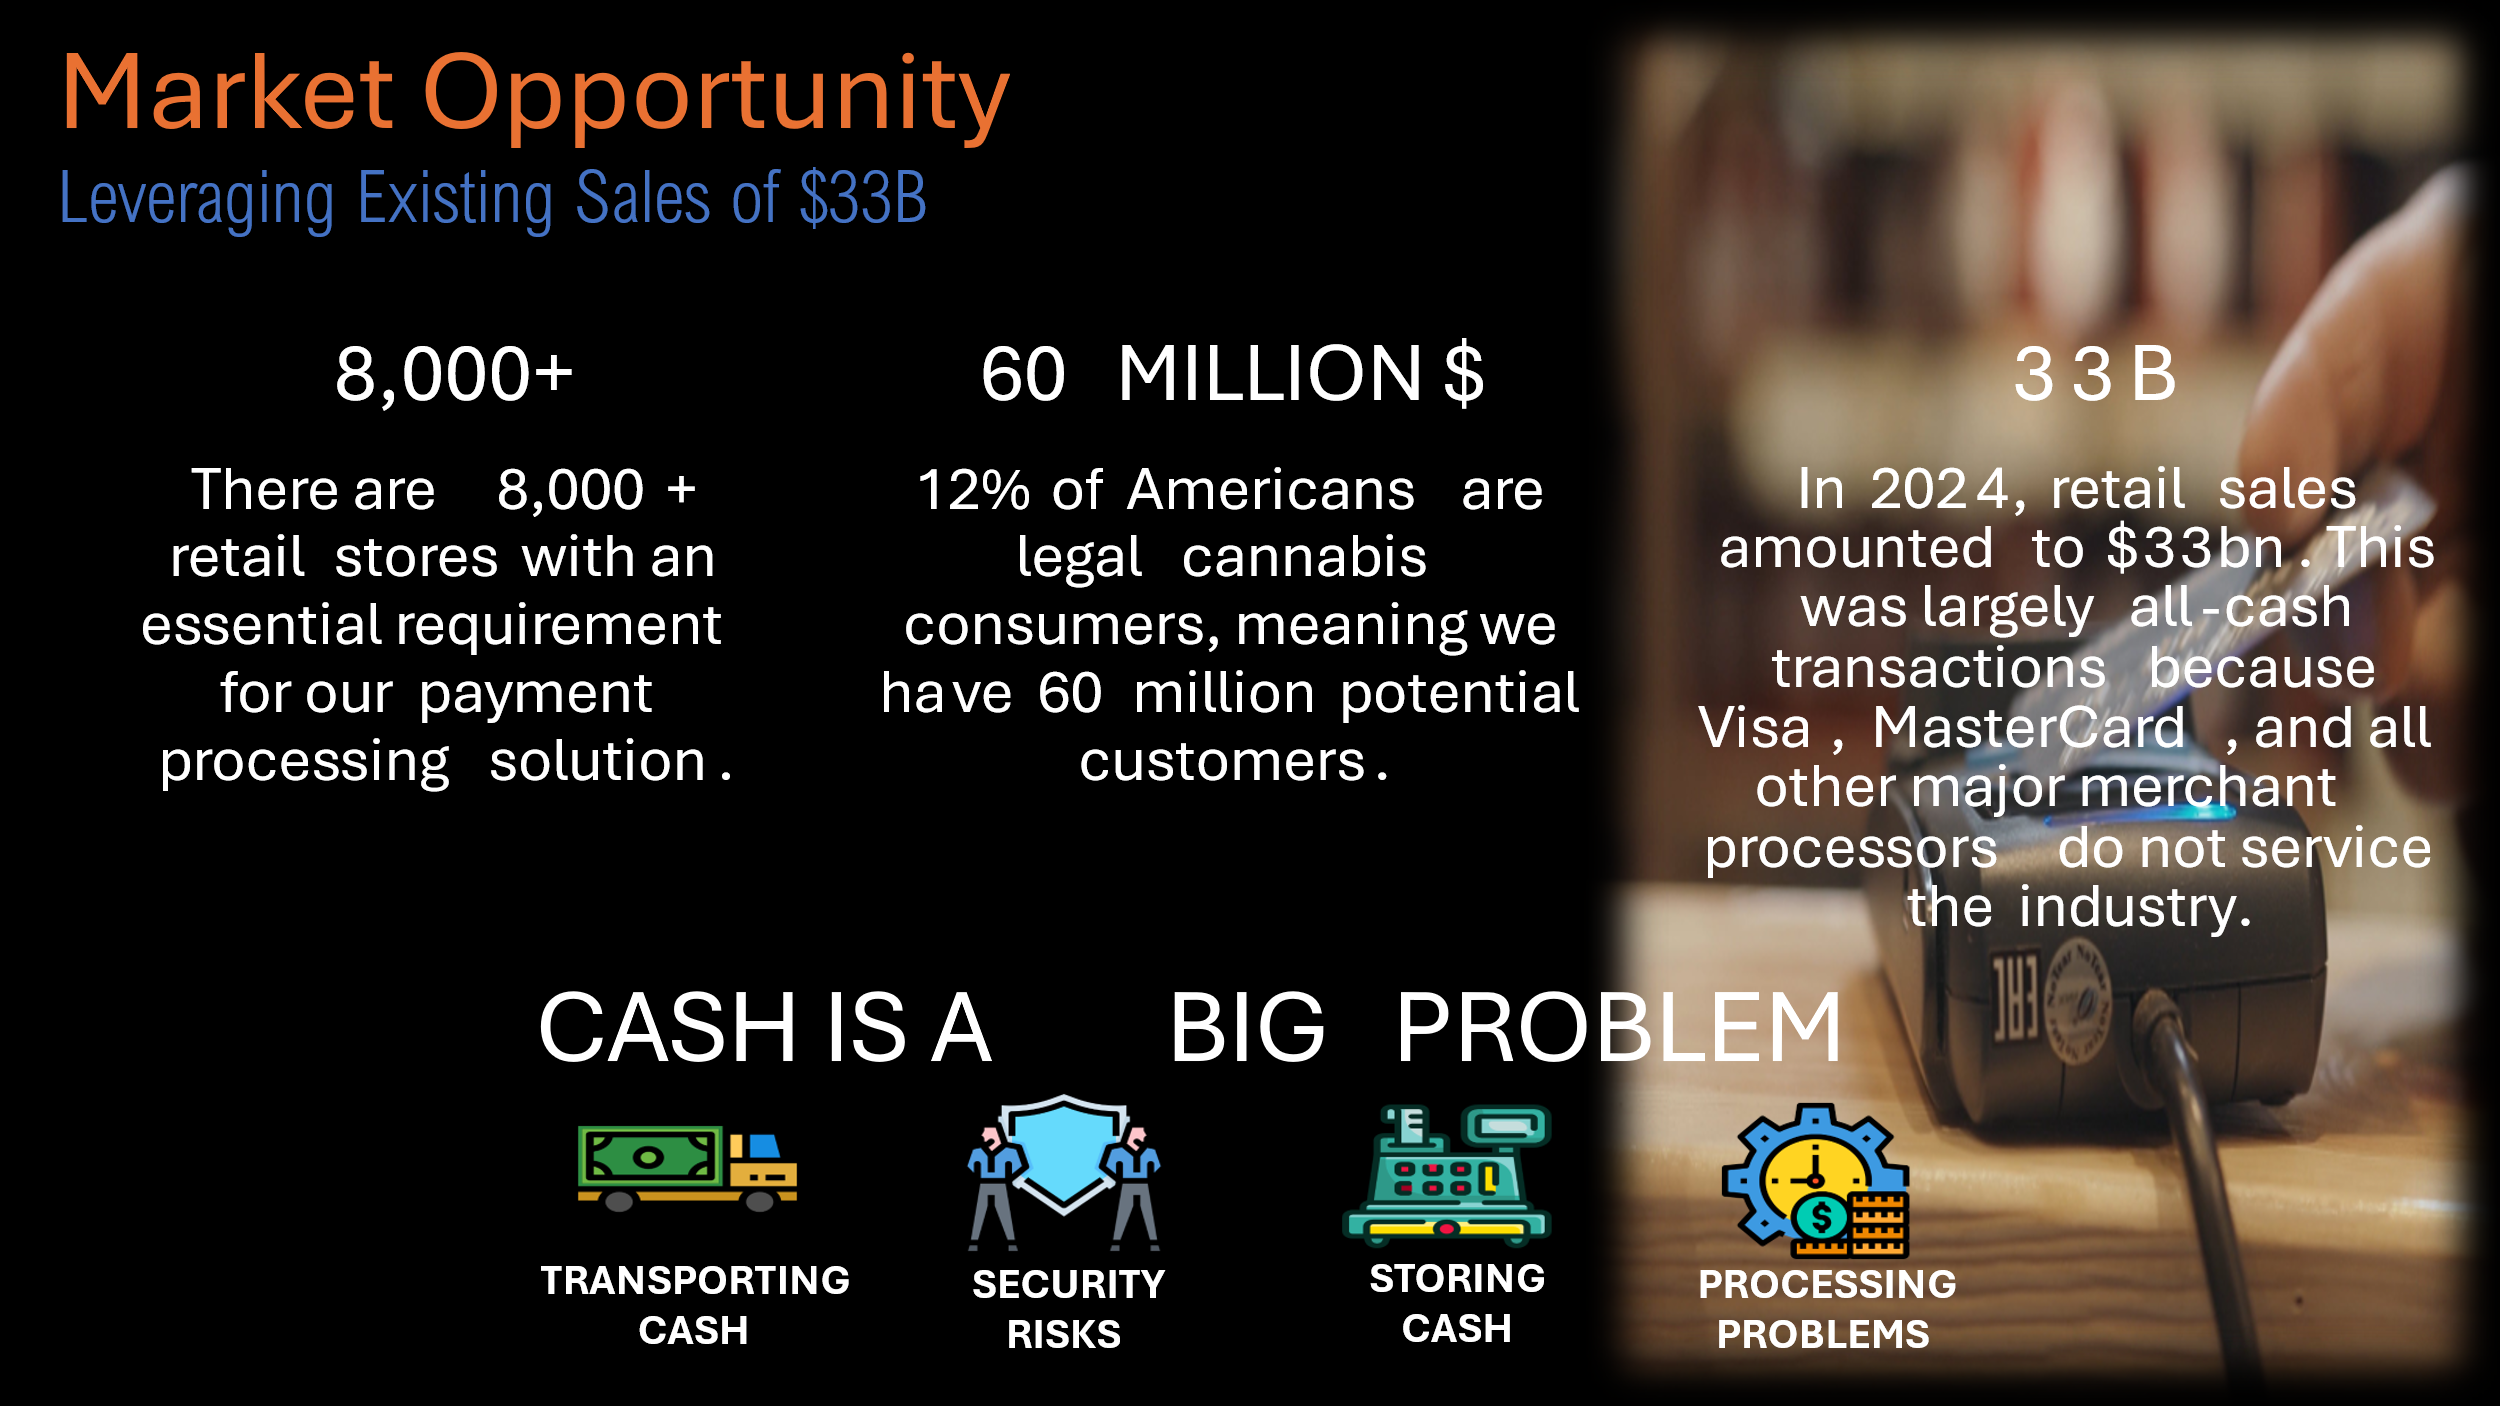 Market Opportunity
Leveraging Existing Sales of $33B
8,000+
There are 8,000 +
retail stores with an
essential requirement
for our payment
processing solution .
60 MILLION $
12% of Americans are
legal cannabis
consumers, meaning we
have 60 million potential
customers .
33B
In 2024, retail sales
amounted to $33bn . This
was largely all-cash
transactions because
Visa , MasterCard , and all
other major merchant
processors do not service
the industry.
CASH IS A BIG PROBLEM
TRANSPORTING
CASH
SECURITY
RISKS
STORING
CASH
PROCESSING
PROBLEMS